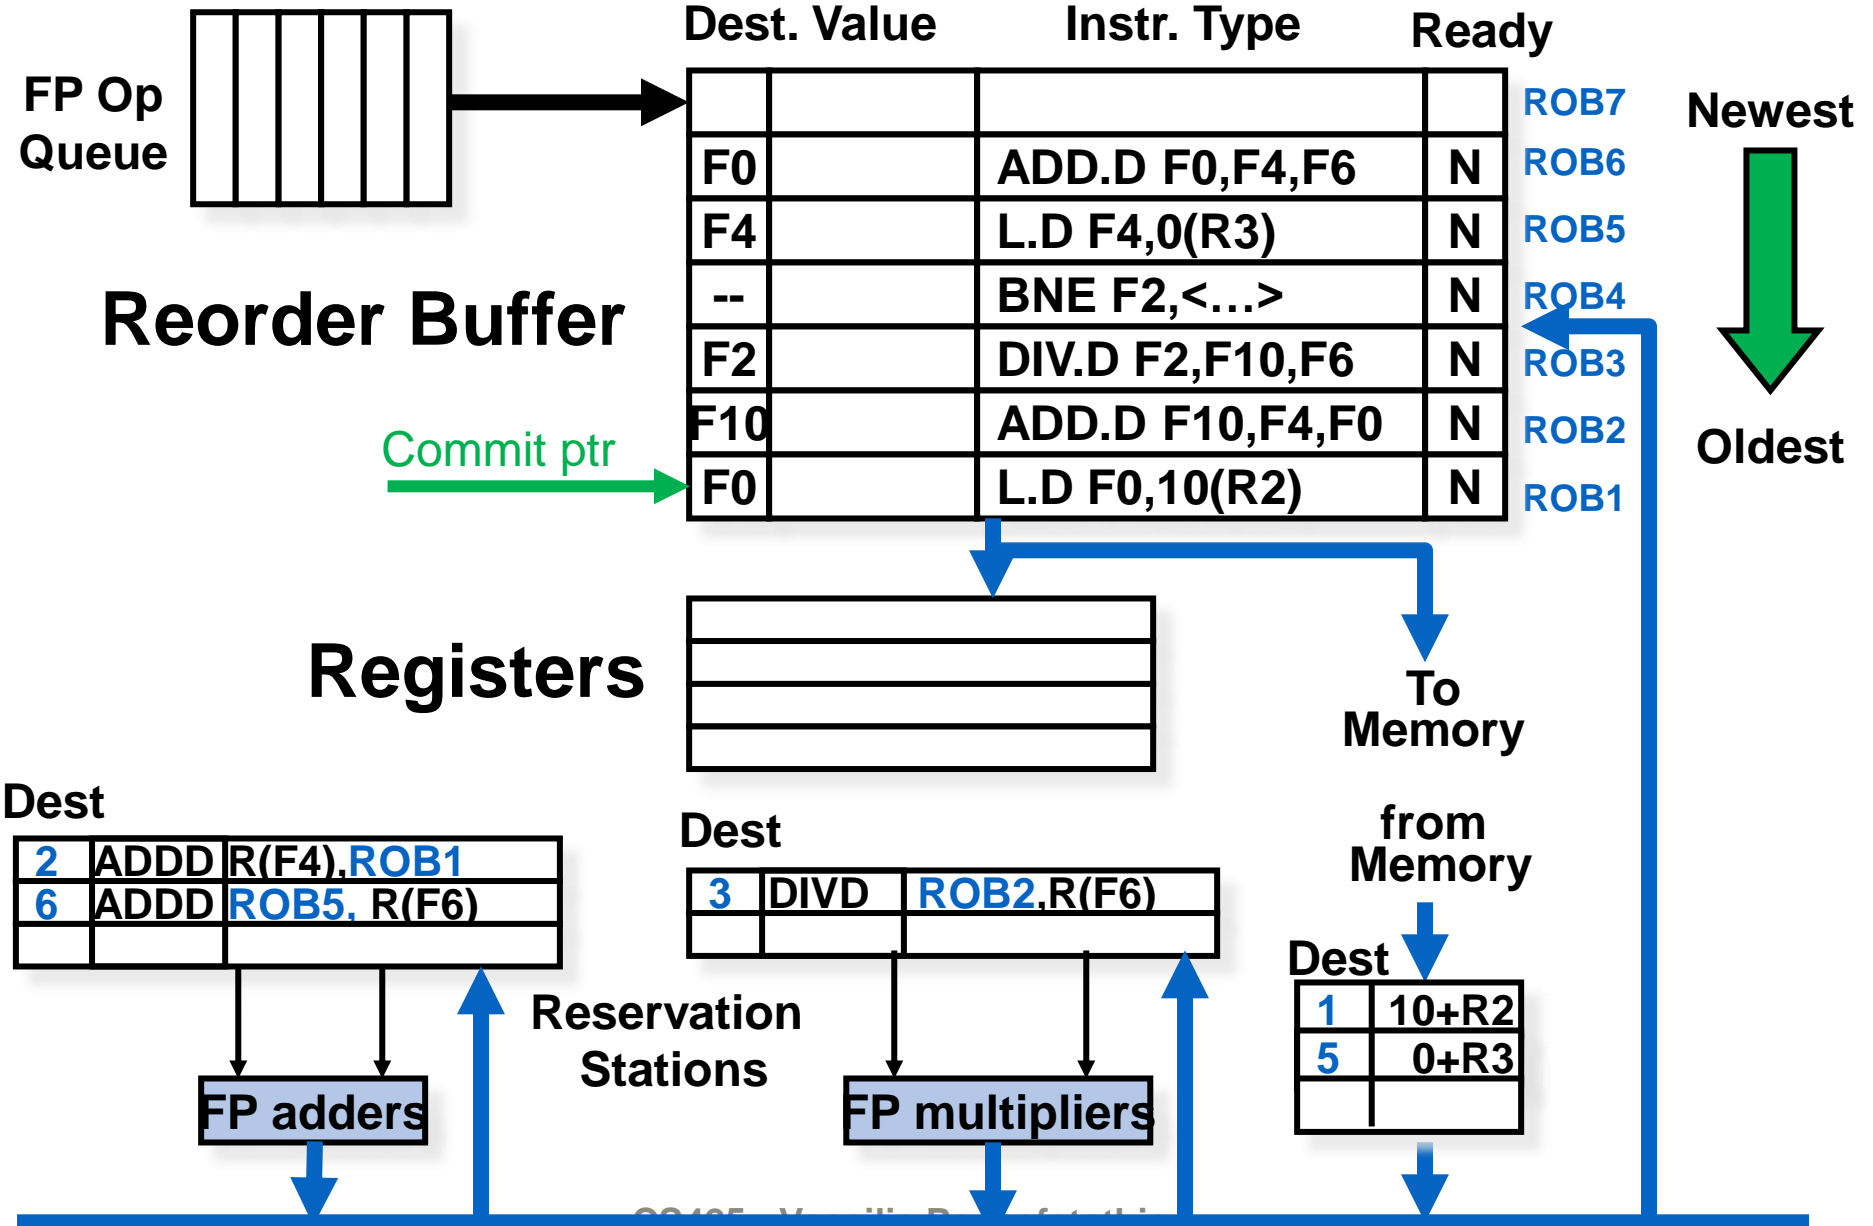 Dest. Value Instr. Type Ready
FP Op
Queue
ROB7
F0 ADD.D F0,F4,F6 N ROB6
F4 L.D F4,0(R3) N ROB5
-- BNE F2,<…> N ROB4
F2 DIV.D F2,F10,F6 N ROB3
F10 ADD.D F10,F4,F0 N ROB2
F0 L.D F0,10(R2) N ROB1
Newest
Oldest
Reorder Buffer
Commit ptr
Registers
To
Memory
from
Memory
Dest
2 ADDD R(F4),ROB1
6 ADDD ROB5, R(F6)
Dest
3 DIVD ROB2,R(F6)
Dest
1 10+R2
5 0+R3
Reservation
Stations
FP adders
FP multipliers